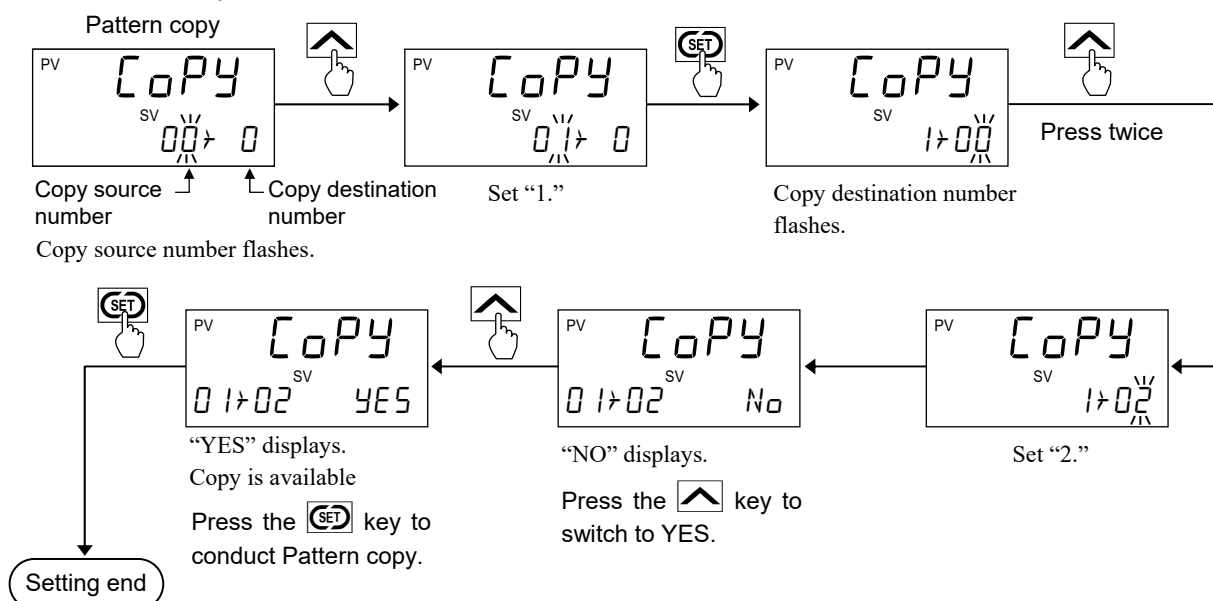 Pattern copy
PV
CoPY
SV
00▸ 0
Copy source number
Copy destination number
Copy source number flashes.
PV
CoPY
SV
01▸ 0
Set “1.”
SET
PV
CoPY
SV
1▸00
Copy destination number
flashes.
Press twice
SET
PV
CoPY
SV
01▸02 YES
“YES” displays.
Copy is available
Press the SET key to
conduct Pattern copy.
PV
CoPY
SV
01▸02 No
“NO” displays.
Press the key to
switch to YES.
PV
CoPY
SV
1▸02
Set “2.”
Setting end